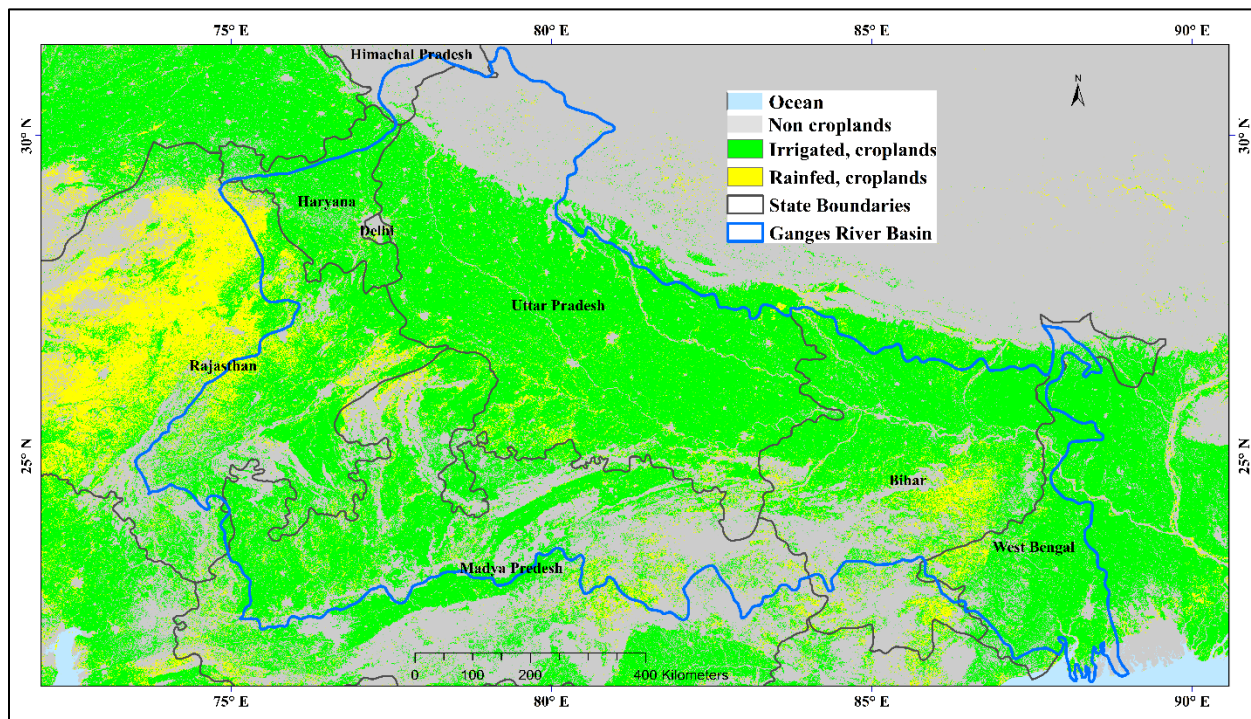 75° E 80° E 85° E 90° E
Himachal Pradesh
N
Ocean
Non croplands
30° N 30° N
Irrigated, croplands
Rainfed, croplands
State Boundaries
Haryana
Delhi
Ganges River Basin
Uttar Pradesh
Rajasthan
25° N 25° N
Bihar
West Bengal
Madya Predesh
0 100 200 400 Kilometers
75° E 80° E 85° E 90° E